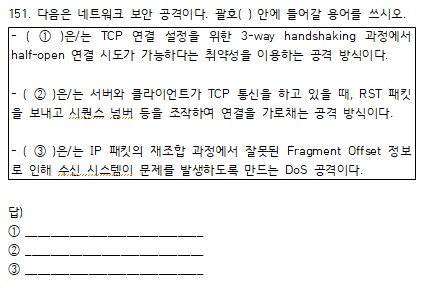 151. 다음은 네트워크 보안 공격이다. 괄호( ) 안에 들어갈 용어를 쓰시오.
- ( ① )은/는 TCP 연결 설정을 위한 3-way handshaking 과정에서
half-open 연결 시도가 가능하다는 취약성을 이용하는 공격 방식이다.
- ( ② )은/는 서버와 클라이언트가 TCP 통신을 하고 있을 때, RST 패킷
을 보내고 시퀀스 넘버 등을 조작하여 연결을 가로채는 공격 방식이다.
- ( ③ )은/는 IP 패킷의 재조합 과정에서 잘못된 Fragment Offset 정보
로 인해 수신 시스템이 문제를 발생하도록 만드는 DoS 공격이다.
답)
① ____________________________
② ____________________________
③ ____________________________